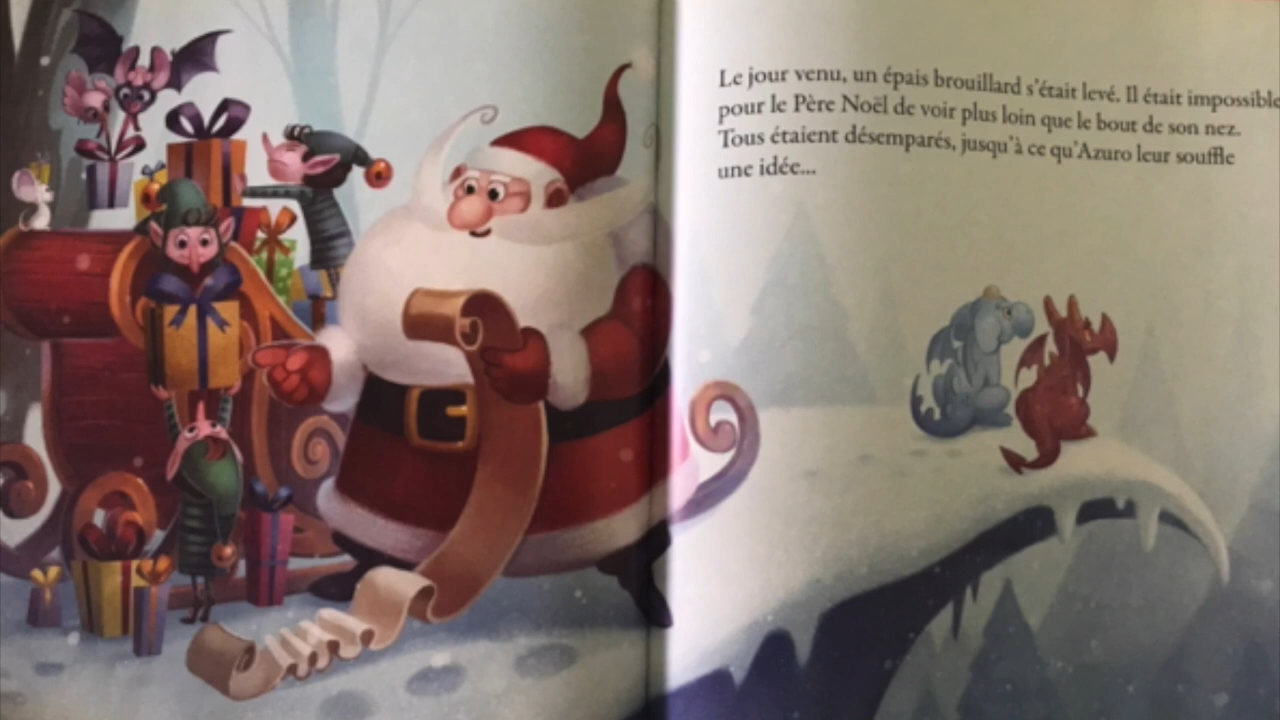 Le jour venu, un épais brouillard s'était levé. Il était impossible
pour le Père Noël de voir plus loin que le bout de son nez.
Tous étaient désemparés, jusqu'à ce qu'Azuro leur souffle
une idée...